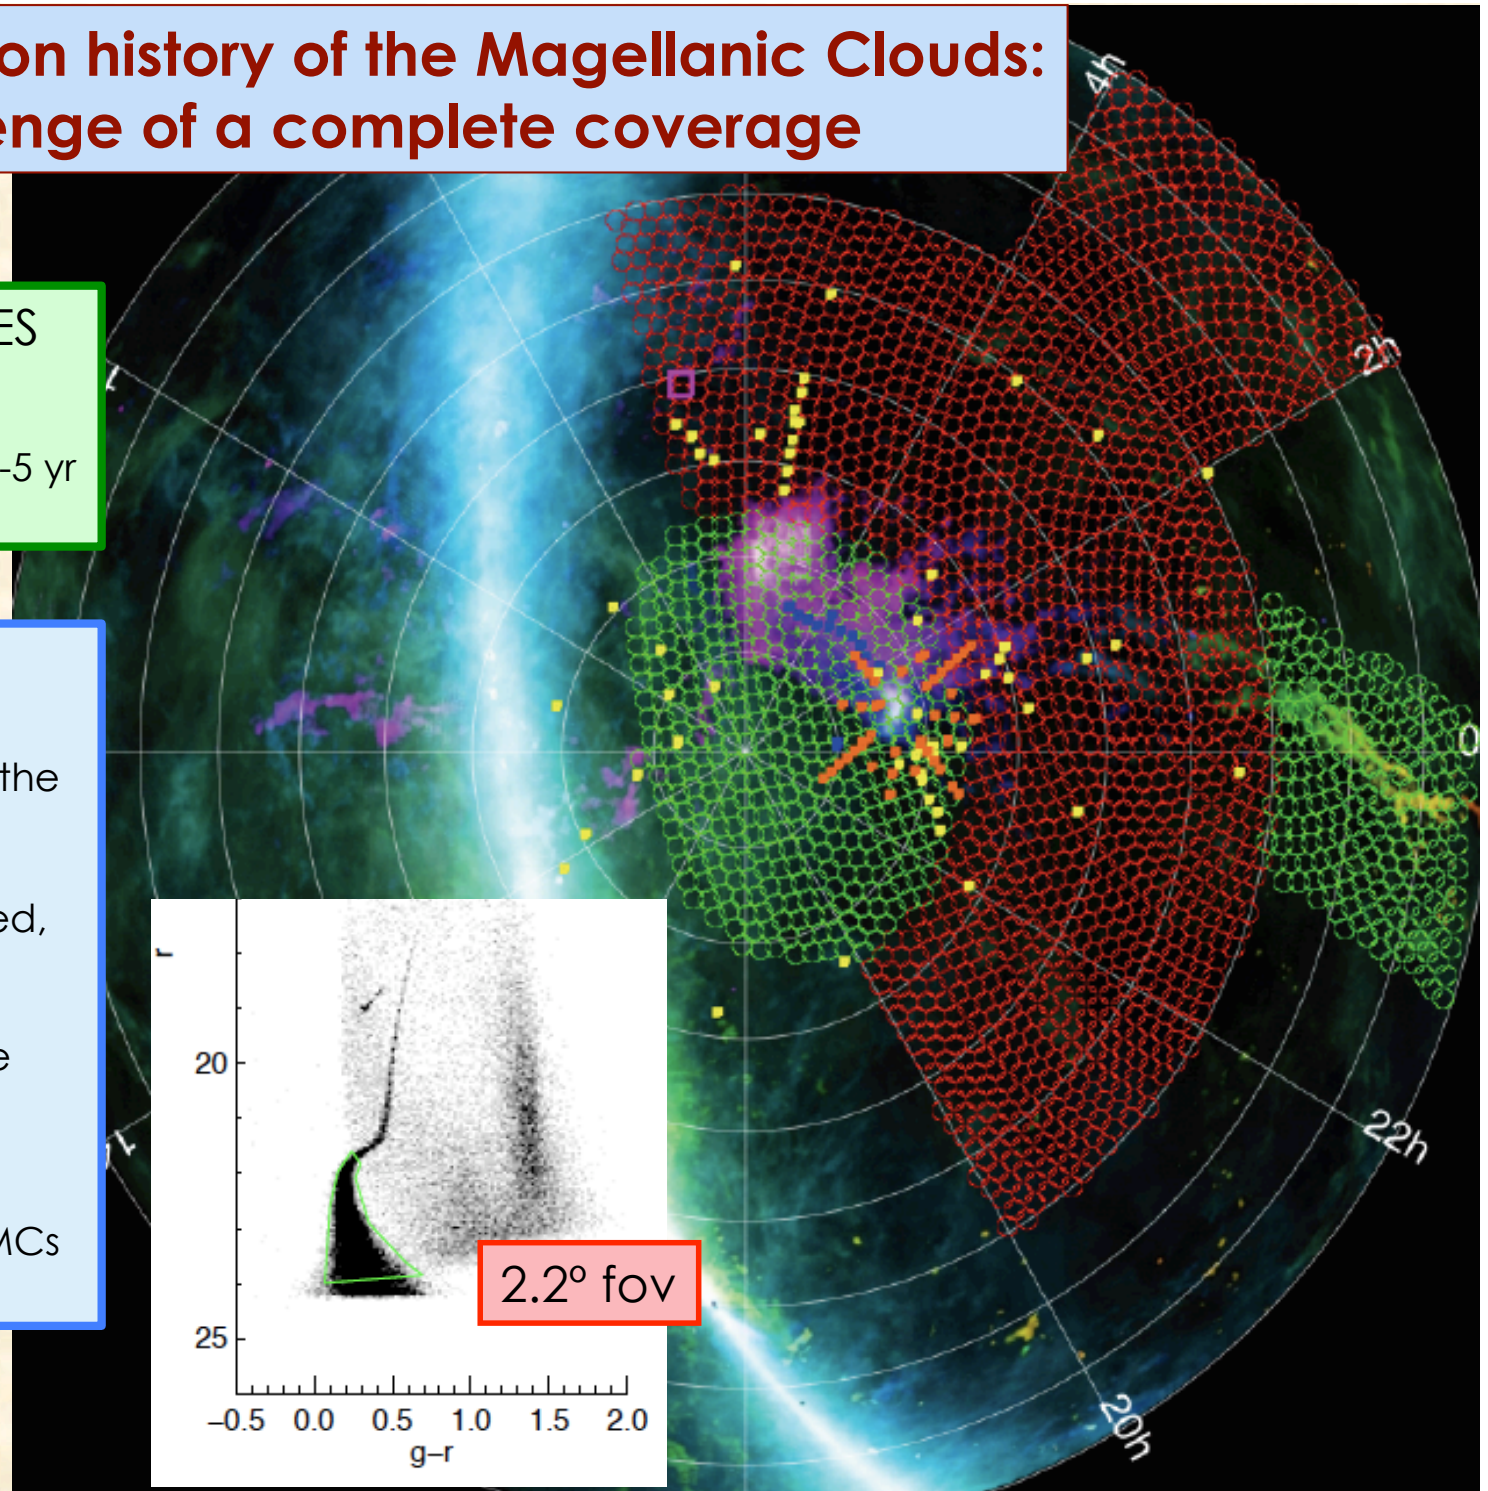 on history of the Magellanic Clouds:
enge of a complete coverage
4h
2h
ES
-5 yr
the
0
ed,
e
22h
MCs
r
20
25
2.2º fov
−0.5 0.0 0.5 1.0 1.5 2.0
g−r
20h